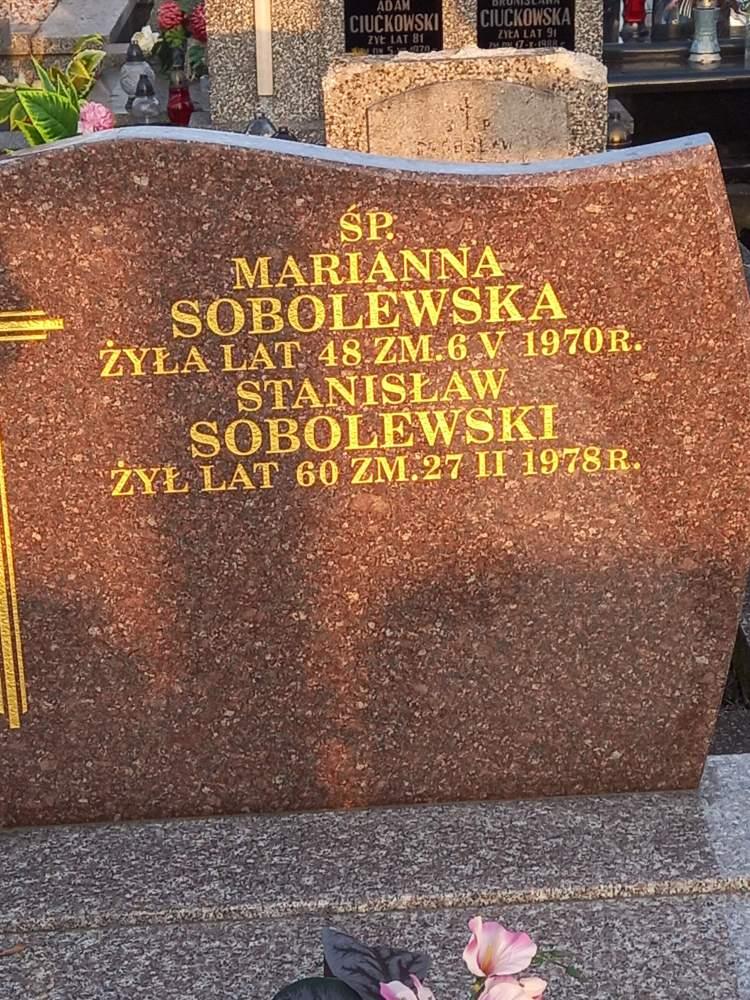 ADAM
CIUCKOWSKI
ŻYŁ LAT 81
BRONISŁAWA
CIUCKOWSKA
ŻYŁA LAT 91
ŚP.
MARIANNA
SOBOLEWSKA
ŻYŁA LAT 48 ZM. 6 V 1970 R.
STANISŁAW
SOBOLEWSKI
ŻYŁ LAT 60 ZM. 27 II 1978 R.